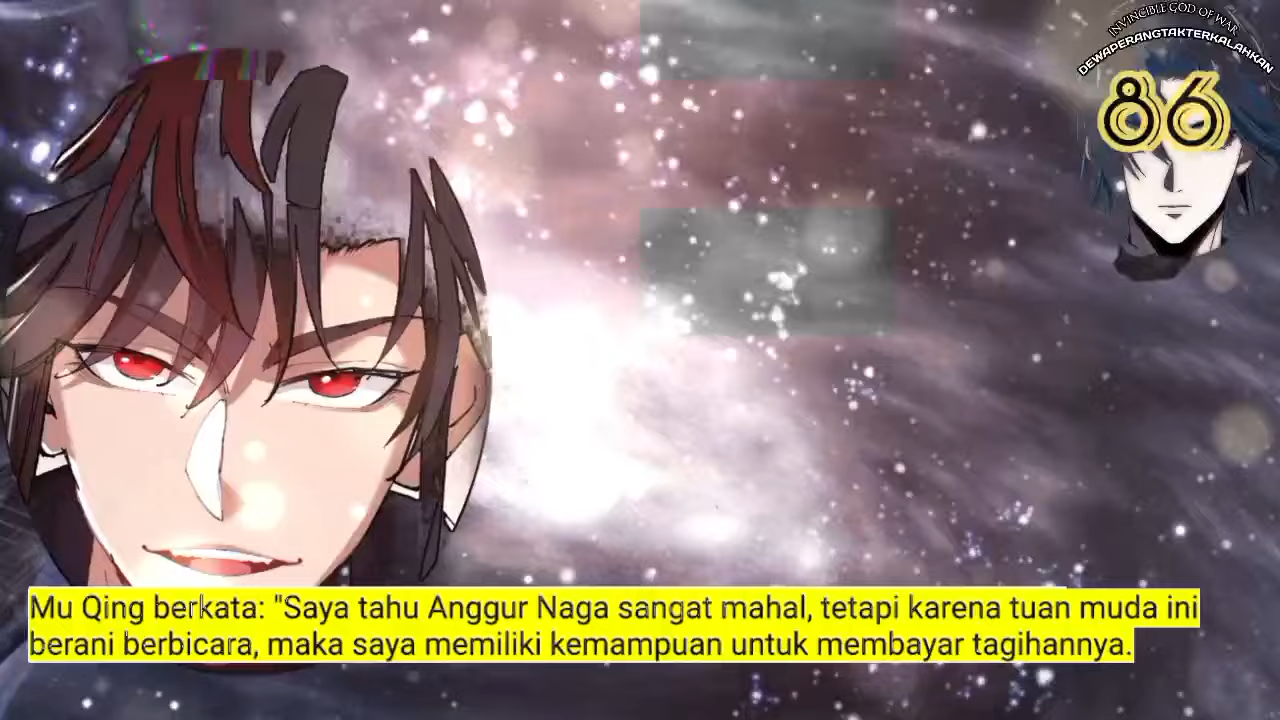 INVINCIBLE GOD OF WAR
DEWAPERANGTAKTERKALAHKAN
86
Mu Qing berkata: "Saya tahu Anggur Naga sangat mahal, tetapi karena tuan muda ini
berani berbicara, maka saya memiliki kemampuan untuk membayar tagihannya.